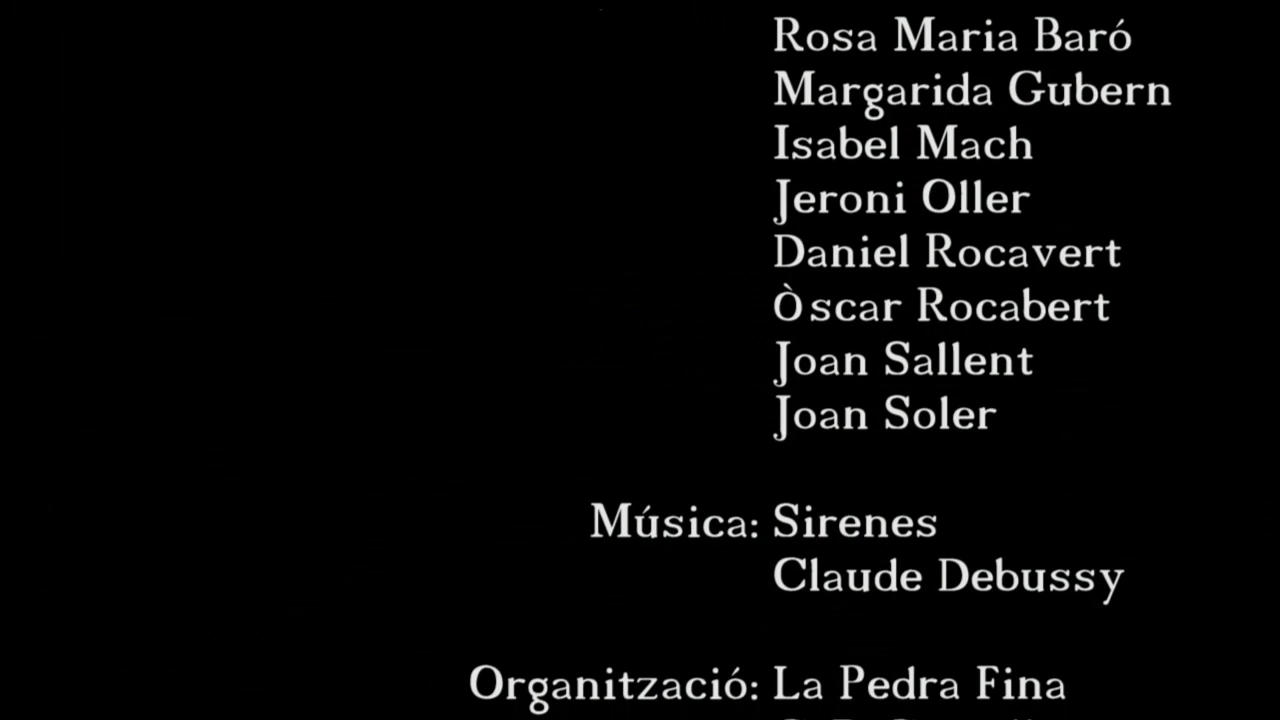 Rosa Maria Baró
Margarida Gubern
Isabel Mach
Jeroni Oller
Daniel Rocavert
Òscar Rocabert
Joan Sallent
Joan Soler
Música: Sirenes
Claude Debussy
Organització: La Pedra Fina